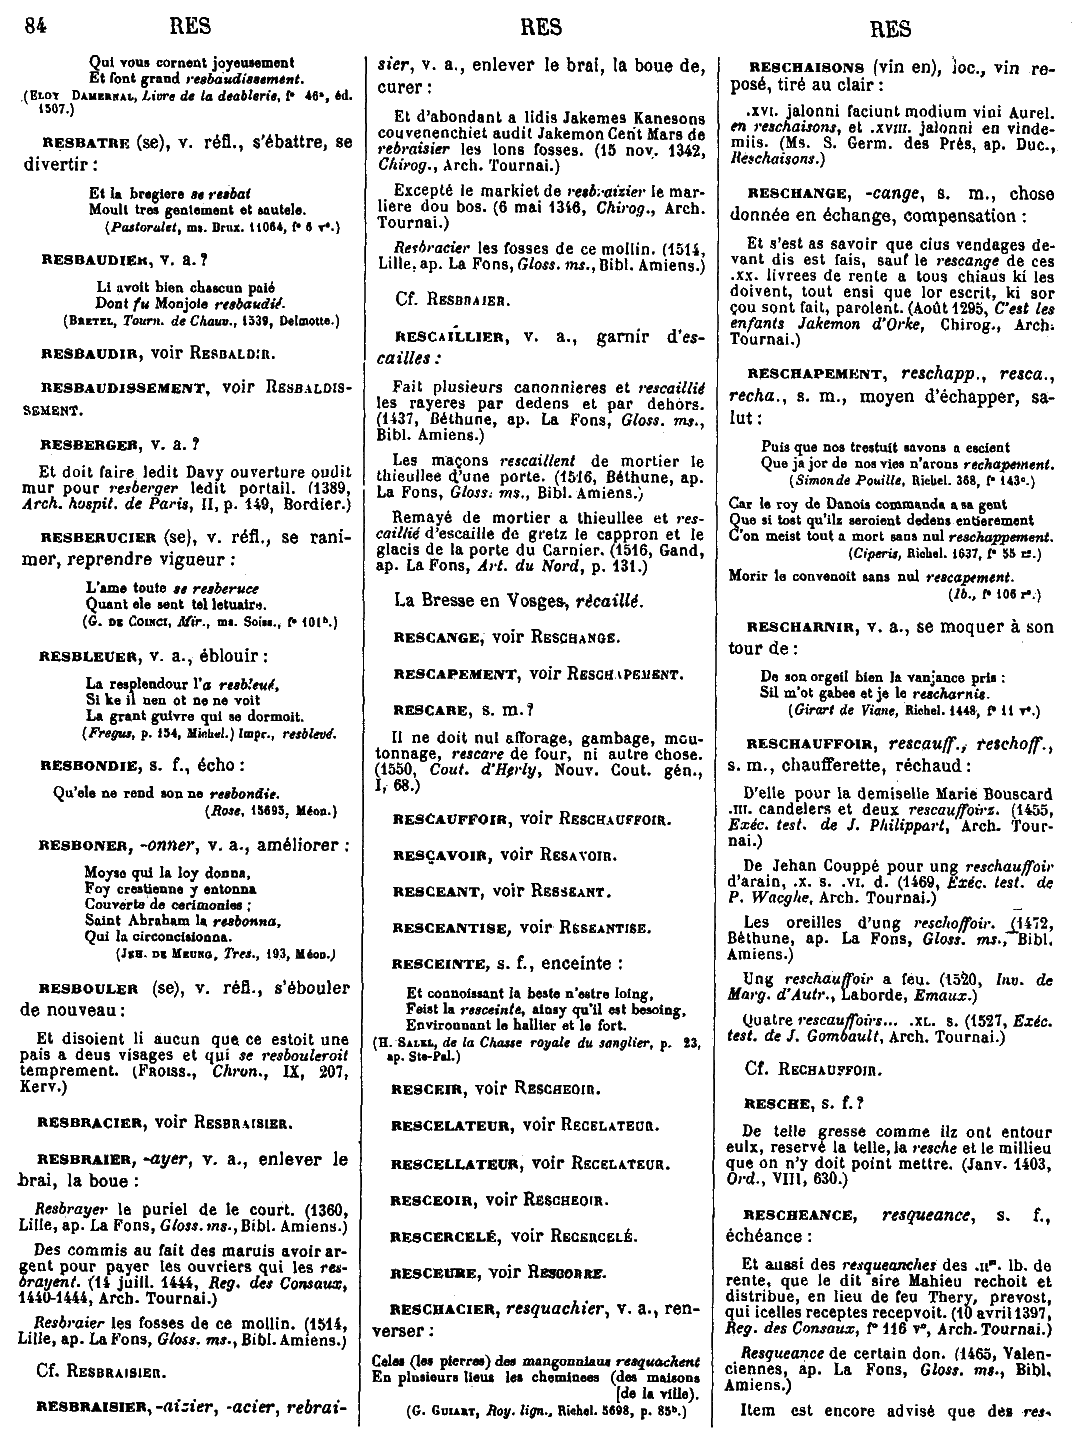 84 RES RES RES
Qui vous cornent joyeusement
Et font grand resbaudissement.
(ELOY DAMERNAL, Livre de la deablerie, f° 46ª, éd.
1507.)
RESBATRE (se), v. réfl., s'ébattre, se
divertir :
Et la bregiere se resbat
Moult tres gentement et sautele.
(Pastoralet, ms. Brux. 11064, f° 6 r°.)
RESBAUDIER, v. a. ?
Li avoit bien chascun paié
Dont fu Monjoie resbaudié.
(BRETEL, Tourn. de Chauv., 1539, Delmotte.)
RESBAUDIR, voir RESBALDIR.
RESBAUDISSEMENT, voir RESBALDIS-
SEMENT.
RESBERGER, v. a. ?
Et doit faire ledit Davy ouverture oudit
mur pour resberger ledit portail. (1389,
Arch. hospit. de Paris, II, p. 149, Bordier.)
RESBERUCIER (se), v. réfl., se rani-
mer, reprendre vigueur :
L'ame toute se resberuce
Quant ele sent tel letuaire.
(G. DE COINCI, Mir., ms. Soiss., f° 101ᵇ.)
RESBLEUER, v. a., éblouir :
La resplendour l'a resbleué,
Si ke il nen ot ne ne voit
La grant guivre qui se dormoit.
(Fregus, p. 154, Michel.) Impr., resblevé.
RESBONDIE, s. f., écho :
Qu'ele ne rend son ne resbondie.
(Rose, 15693, Méon.)
RESBONER, -onner, v. a., améliorer :
Moyse qui la loy donna,
Foy crestienne y entonna
Couverte de cerimonies ;
Saint Abraham la resbonna,
Qui la circoncisionna.
(JEH. DE MEUNG, Tres., 193, Méon.)
RESBOULER (se), v. réfl., s'ébouler
de nouveau :
Et disoient li aucun que ce estoit une
pais a deus visages et qui se resbouleroit
temprement. (FROISS., Chron., IX, 207,
Kerv.)
RESBRACIER, voir RESBRAISIER.
RESBRAIER, -ayer, v. a., enlever le
brai, la boue :
Resbrayer le puriel de le court. (1360,
Lille, ap. La Fons, Gloss. ms., Bibl. Amiens.)
Des commis au fait des maruis avoir ar-
gent pour payer les ouvriers qui les res-
brayent. (14 juill. 1444, Reg. des Consaux,
1440-1444, Arch. Tournai.)
Resbraier les fosses de ce mollin. (1514,
Lille, ap. La Fons, Gloss. ms., Bibl. Amiens.)
Cf. RESBRAISIER.
RESBRAISIER, -aizier, -acier, rebrai-
sier, v. a., enlever le brai, la boue de,
curer :
Et d'abondant a lidis Jakemes Kanesons
couvenenchiet audit Jakemon Cent Mars de
rebraisier les lons fosses. (15 nov. 1342,
Chirog., Arch. Tournai.)
Excepté le markiet de resbraizier le mar-
liere dou bos. (6 mai 1346, Chirog., Arch.
Tournai.)
Resbracier les fosses de ce mollin. (1514,
Lille, ap. La Fons, Gloss. ms., Bibl. Amiens.)
Cf. RESBRAIER.
RESCAILLIER, v. a., garnir d'es-
cailles :
Fait plusieurs canonnieres et rescaillié
les rayeres par dedens et par dehors.
(1437, Béthune, ap. La Fons, Gloss. ms.,
Bibl. Amiens.)
Les maçons rescaillent de mortier le
thieullee d'une porte. (1516, Béthune, ap.
La Fons, Gloss. ms., Bibl. Amiens.)
Remayé de mortier a thieullee et res-
caillié d'escaille de gretz le cappron et le
glacis de la porte du Carnier. (1516, Gand,
ap. La Fons, Art. du Nord, p. 131.)
La Bresse en Vosges, récaillé.
RESCANGE, voir RESCHANGE.
RESCAPEMENT, voir RESCHAPEMENT.
RESCARE, s. m. ?
Il ne doit nul afforage, gambage, mou-
tonnage, rescare de four, ni autre chose.
(1550, Cout. d'Herly, Nouv. Cout. gén.,
I, 68.)
RESCAUFFOIR, voir RESCHAUFFOIR.
RESCAVOIR, voir RESAVOIR.
RESCEANT, voir RESSEANT.
RESCEANTISE, voir RESSEANTISE.
RESCEINTE, s. f., enceinte :
Et connoissant la beste n'estre loing,
Feist la resceinte, ainsy qu'il est besoing,
Environnant le hallier et le fort.
(H. SALEL, de la Chasse royale du sanglier, p. 23,
ap. Ste-Pal.)
RESCEIR, voir RESCHEOIR.
RESCELATEUR, voir RECELATEUR.
RESCELLATEUR, voir RECELATEUR.
RESCEOIR, voir RESCHEOIR.
RESCERCELÉ, voir RECERCELÉ.
RESCEURE, voir RESCORRE.
RESCHACIER, resquachier, v. a., ren-
verser :
Celes (les pierres) des mangonniaus resquachent
En plusieurs lieus les cheminees (des maisons
[de la ville).
(G. GUIART, Roy. lign., Richel. 5698, p. 85ᵇ.)
RESCHAISONS (vin en), loc., vin re-
posé, tiré au clair :
.XVI. jalonni faciunt modium vini Aurel.
en reschaisons, et .XVIII. jalonni en vinde-
miis. (Ms. S. Germ. des Prés, ap. Duc.,
Reschaisons.)
RESCHANGE, -cange, s. m., chose
donnée en échange, compensation :
Et s'est as savoir que cius vendages de-
vant dis est fais, sauf le rescange de ces
.XX. livrees de rente a tous chiaus ki les
doivent, tout ensi que lor escrit, ki sor
çou sont fait, parolent. (Août 1295, C'est les
enfants Jakemon d'Orke, Chirog., Arch.
Tournai.)
RESCHAPEMENT, reschapp., resca.,
recha., s. m., moyen d'échapper, sa-
lut :
Puis que nos trestuit savons a escient
Que ja jor de nos vies n'arons rechapement.
(Simon de Pouille, Richel. 368, f° 143ᶜ.)
Car le roy de Danois commanda a sa gent
Que si tost qu'ilz seroient dedens entierement
C'on meist tout a mort sans nul reschappement.
(Ciperis, Richel. 1637, f° 55 r°.)
Morir le convenoit sans nul rescapement.
(Ib., f° 106 r°.)
RESCHARNIR, v. a., se moquer à son
tour de :
De son orgeil bien la vanjance pris :
Sil m'ot gabee et je le rescharnis.
(Girart de Viane, Richel. 1448, f° 11 v°.)
RESCHAUFFOIR, rescauff., reschoff.,
s. m., chaufferette, réchaud :
D'elle pour la demiselle Marie Bouscard
.III. candelers et deux rescauffoirz. (1455,
Exéc. test. de J. Philippart, Arch. Tour-
nai.)
De Jehan Couppé pour ung reschauffoir
d'arain, .X. s. .VI. d. (1469, Exéc. test. de
P. Wacghe, Arch. Tournai.)
Les oreilles d'ung reschoffoir. (1472,
Béthune, ap. La Fons, Gloss. ms., Bibl.
Amiens.)
Ung reschauffoir a feu. (1520, Inv. de
Marg. d'Autr., Laborde, Emaux.)
Quatre rescauffoirs... .XL. s. (1527, Exéc.
test. de J. Gombault, Arch. Tournai.)
Cf. RECHAUFFOIR.
RESCHE, s. f. ?
De telle gresse comme ilz ont entour
eulx, reservé la telle, la resche et le millieu
que on n'y doit point mettre. (Janv. 1403,
Ord., VIII, 630.)
RESCHEANCE, resqueance, s. f.,
échéance :
Et aussi des resqueanches des .IIᵐ. lb. de
rente, que le dit sire Mahieu rechoit et
distribue, en lieu de feu Thery, prevost,
qui icelles receptes recepvoit. (10 avril 1397,
Reg. des Consaux, f° 116 v°, Arch. Tournai.)
Resqueance de certain don. (1465, Valen-
ciennes, ap. La Fons, Gloss. ms., Bibl.
Amiens.)
Item est encore advisé que des res-